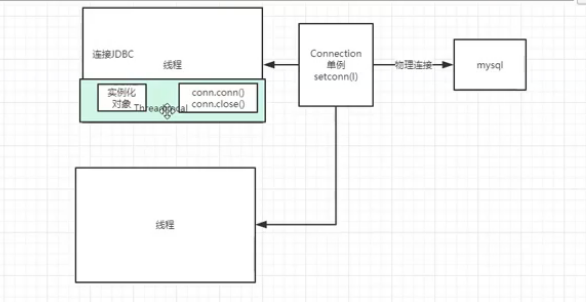 连接JDBC
线程
实例化
对象
conn.conn()
conn.close()
ThreadLocal
Connection
单例
setconn(I)
物理连接
mysql
线程